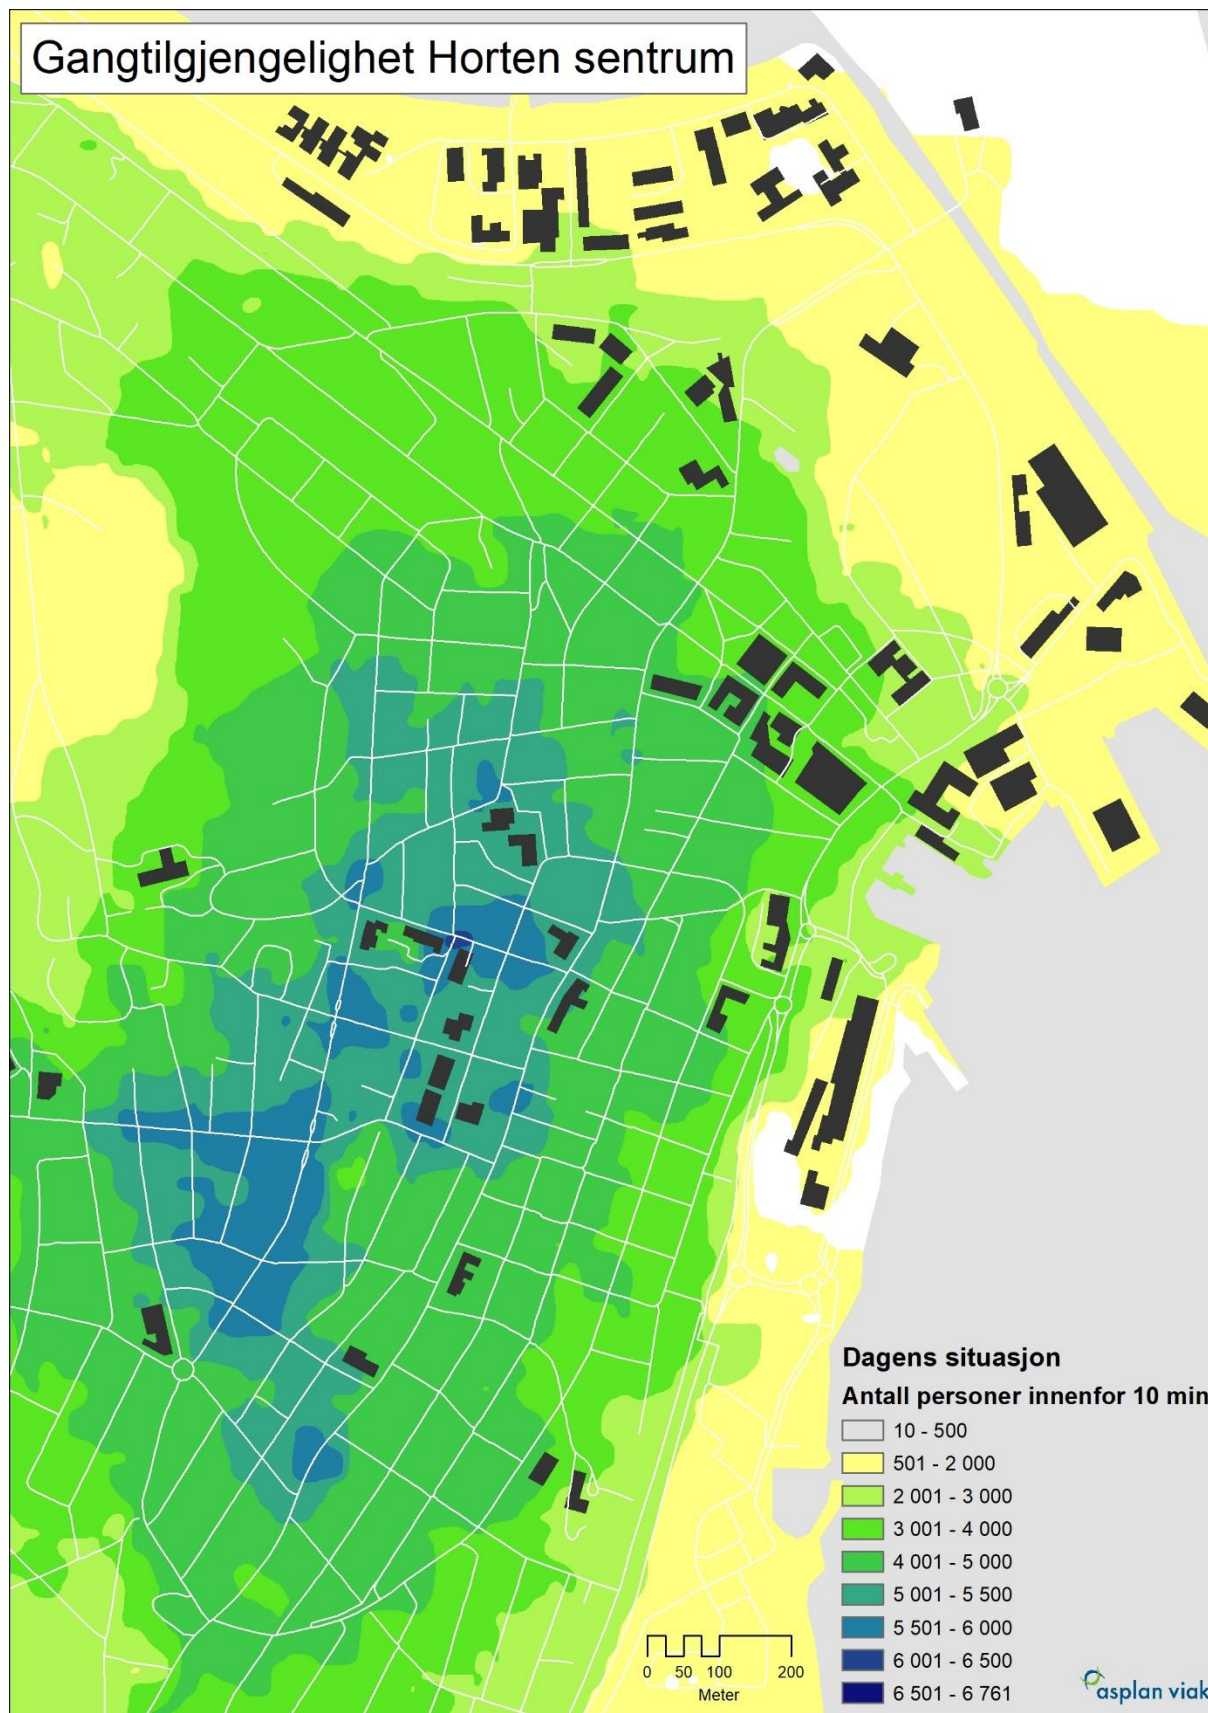 Gangtilgjengelighet Horten sentrum
Dagens situasjon
Antall personer innenfor 10 min
10 - 500
501 - 2 000
2 001 - 3 000
3 001 - 4 000
4 001 - 5 000
5 001 - 5 500
5 501 - 6 000
6 001 - 6 500
6 501 - 6 761
0 50 100 200
Meter
asplan viak